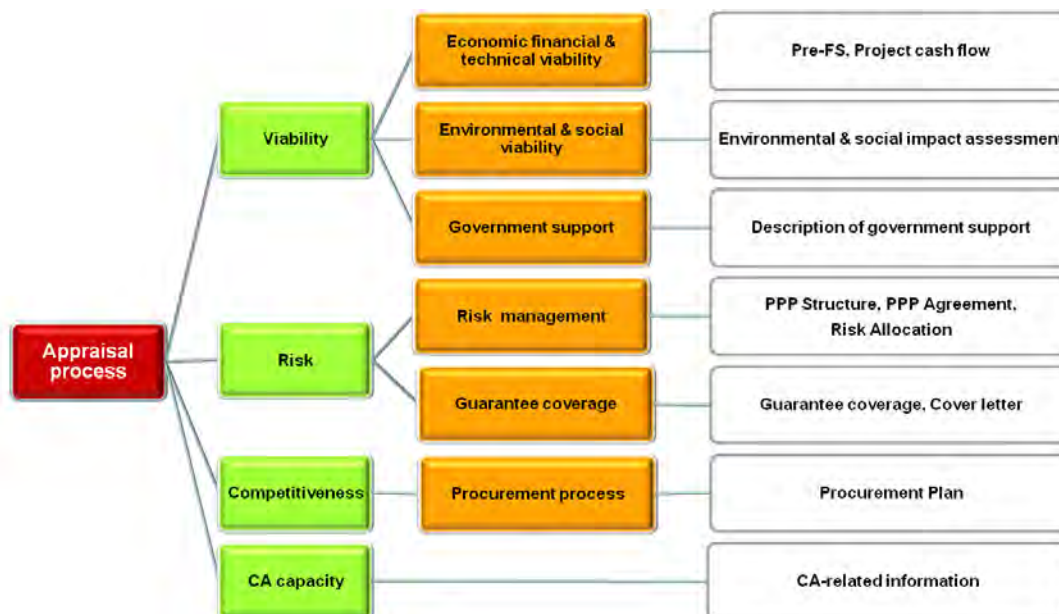 Economic financial &
technical viability
Pre-FS, Project cash flow
Viability
Environmental & social
viability
Environmental & social impact assessment
Government support
Description of government support
Appraisal
process
Risk
Risk management
PPP Structure, PPP Agreement,
Risk Allocation
Guarantee coverage
Guarantee coverage, Cover letter
Competitiveness
Procurement process
Procurement Plan
CA capacity
CA-related information